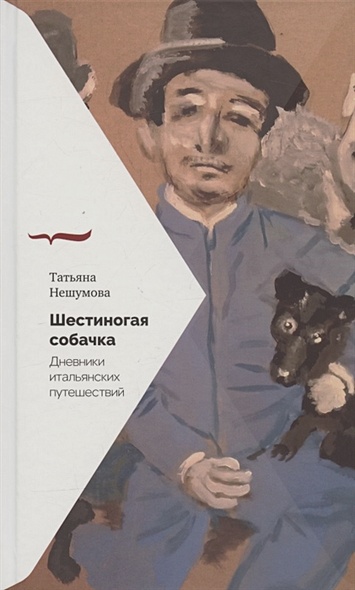 Татьяна
Нешумова
Шестиногая
собачка
Дневники
итальянских
путешествий